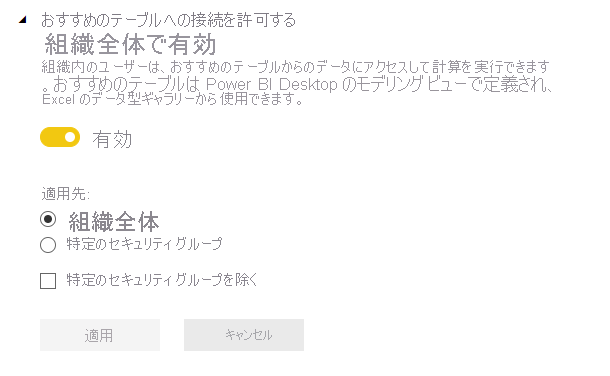 おすすめのテーブルへの接続を許可する
組織全体で有効
組織内のユーザーは、おすすめのテーブルからのデータにアクセスして計算を実行できます
。おすすめのテーブルは Power BI Desktop のモデリング ビューで定義され、
Excel のデータ型ギャラリーから使用できます。
有効
適用先:
組織全体
特定のセキュリティグループ
特定のセキュリティグループを除く
適用
キャンセル